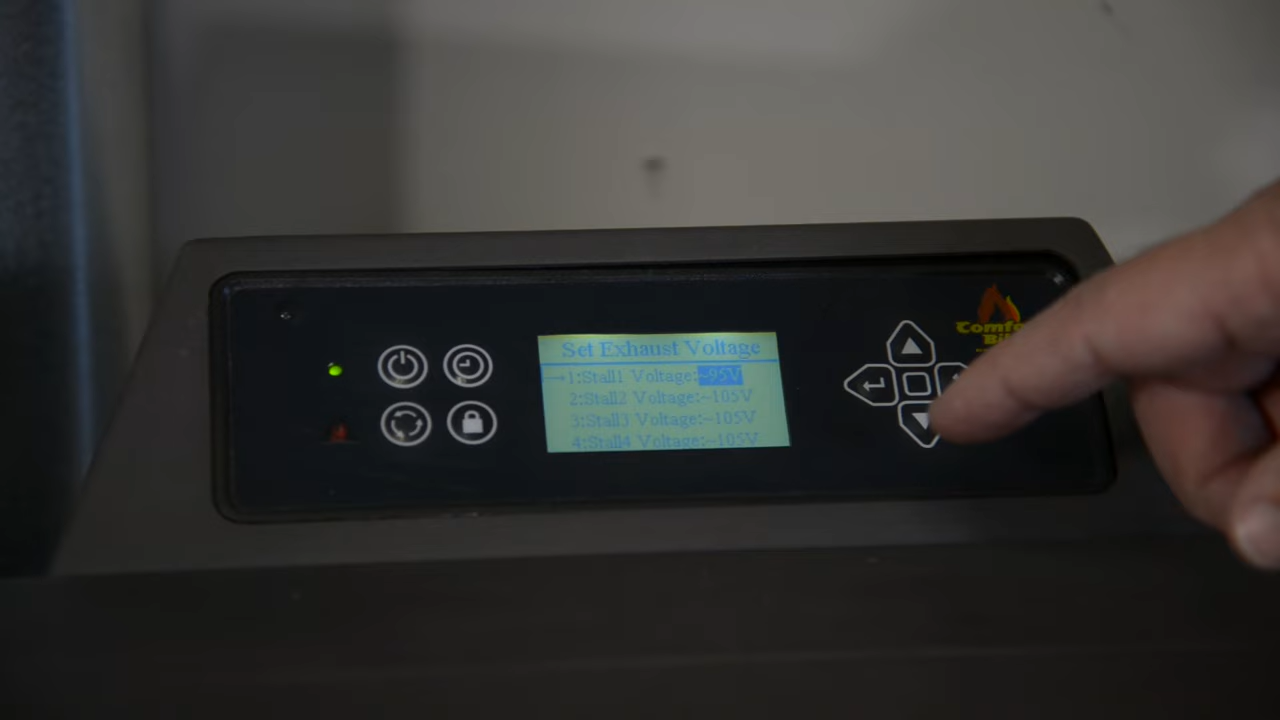 Set Exhaust Voltage
→1:Stall1 Voltage:~95V
2:Stall2 Voltage:~105V
3:Stall3 Voltage:~105V
4:Stall4 Voltage:~105V